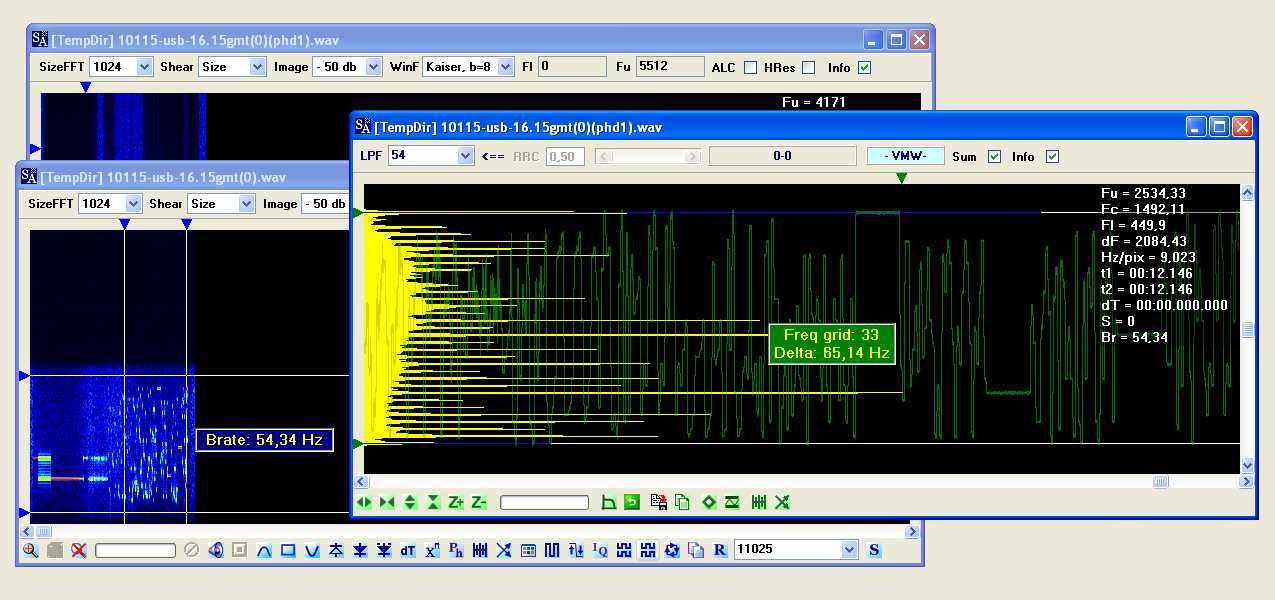 [TempDir] 10115-usb-16.15gmt(0)(phd1).wav
SizeFFT 1024 Shear Size Image - 50 db WinF Kaiser, b=8 Fl 0 Fu 5512 ALC HRes Info
Fu = 4171
[TempDir] 10115-usb-16.15gmt(0)(phd1).wav
LPF 54 <== RRC 0,50 0-0 - VMW- Sum Info
Fu = 2534,33
Fc = 1492,11
Fl = 449,9
dF = 2084,43
Hz/pix = 9,023
t1 = 00:12.146
t2 = 00:12.146
dT = 00:00.000.000
S = 0
Br = 54,34
Freq grid: 33
Delta: 65,14 Hz
Z+ Z-
[TempDir] 10115-usb-16.15gmt(0).wav
SizeFFT 1024 Shear Size Image - 50 db
Brate: 54,34 Hz
dT X² Ph IQ R 11025 S